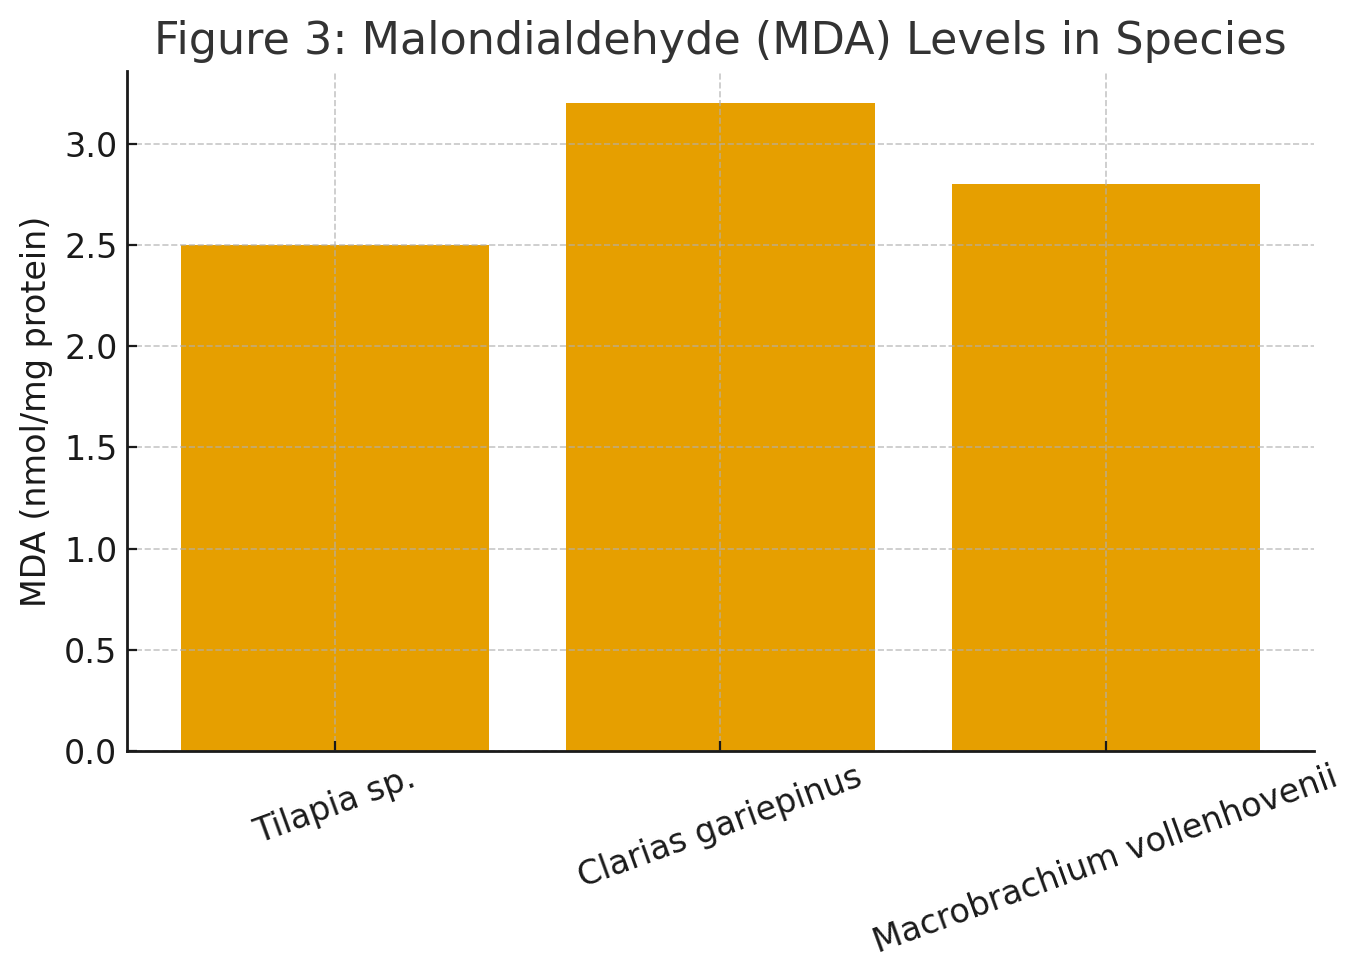 Figure 3: Malondialdehyde (MDA) Levels in Species
MDA (nmol/mg protein)
3.0
2.5
2.0
1.5
1.0
0.5
0.0
Tilapia sp.
Clarias gariepinus
Macrobrachium vollenhovenii